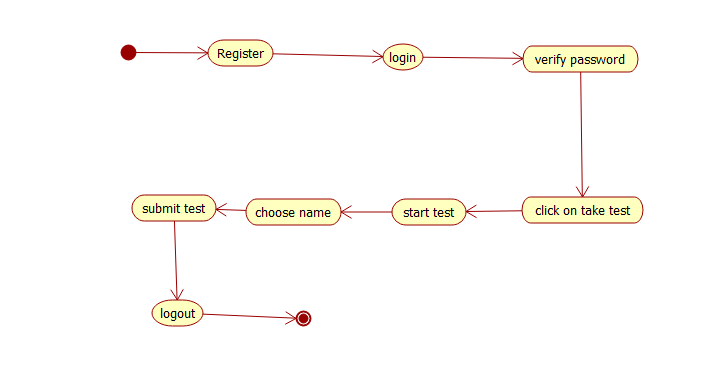 Register
login
verify password
click on take test
start test
choose name
submit test
logout